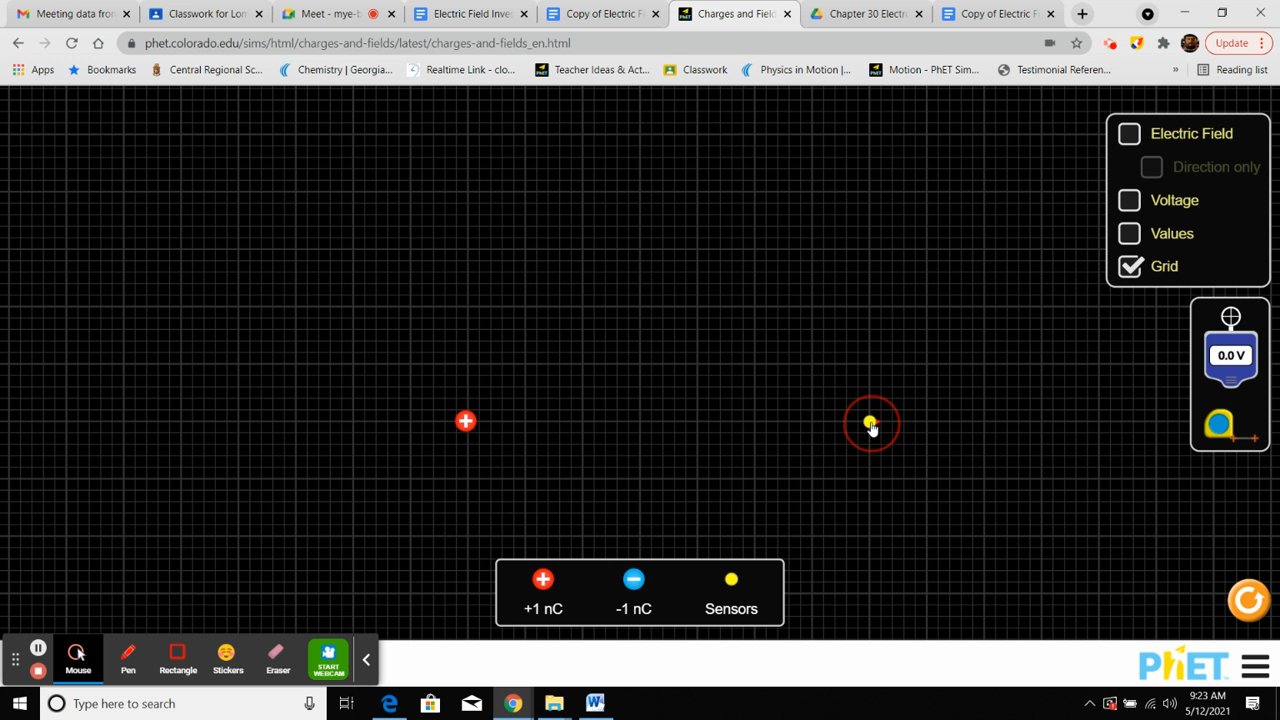 Meeting data from
Classwork for Lon
Meet - mye-b
Electric Field Inve
Copy of Electric F
Charges and Field
Chapter 30 Electr
Copy of Electric F
phet.colorado.edu/sims/html/charges-and-fields/latest/charges-and-fields_en.html
Update
Apps
Bookmarks
Central Regional Sc...
Chemistry | Georgia...
Realtime Link - clo...
Teacher Ideas & Act...
Classwork
Physics in Motion |...
Motion - PhET Sim...
Testimonial Referen...
»
Reading list
Electric Field
Direction only
Voltage
Values
Grid
0.0 V
+1 nC
-1 nC
Sensors
Mouse
Pen
Rectangle
Stickers
Eraser
START
WEBCAM
PhET
Type here to search
9:23 AM
5/12/2021